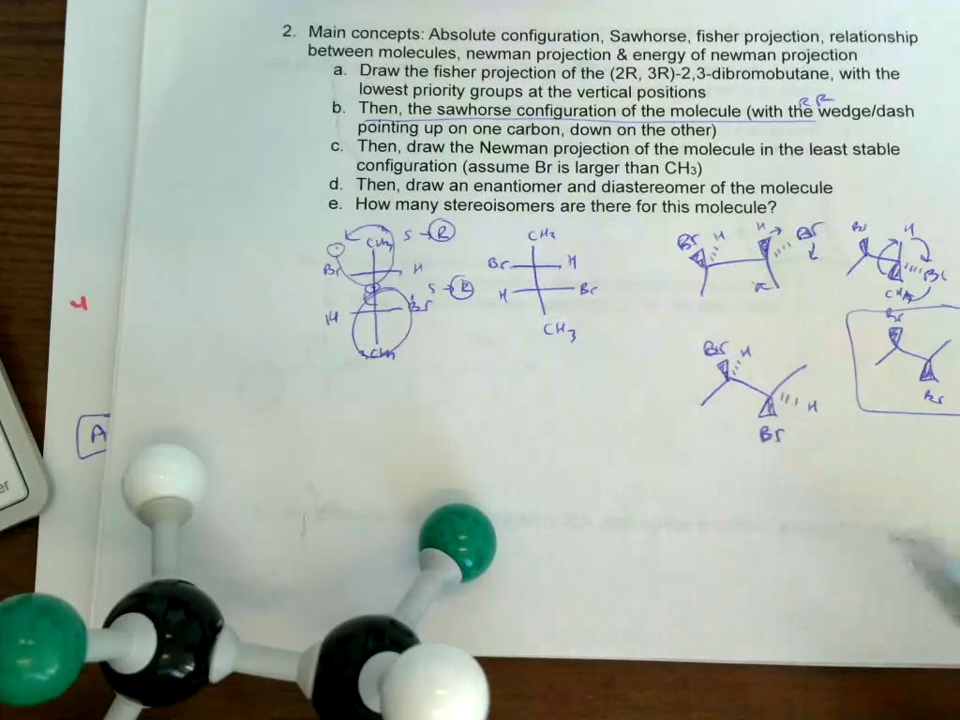 2. Main concepts: Absolute configuration, Sawhorse, fisher projection, relationship
between molecules, newman projection & energy of newman projection
a. Draw the fisher projection of the (2R, 3R)-2,3-dibromobutane, with the
lowest priority groups at the vertical positions
R R
b. Then, the sawhorse configuration of the molecule (with the wedge/dash
pointing up on one carbon, down on the other)
c. Then, draw the Newman projection of the molecule in the least stable
configuration (assume Br is larger than CH3)
d. Then, draw an enantiomer and diastereomer of the molecule
e. How many stereoisomers are there for this molecule?
CH3 S → R
Br H
S → R
H Br
CH3
CH3
Br H
H Br
CH3
Br H H Br
Br H
Br
CH3
Br H
H
Br
Br
Br
4
A
er